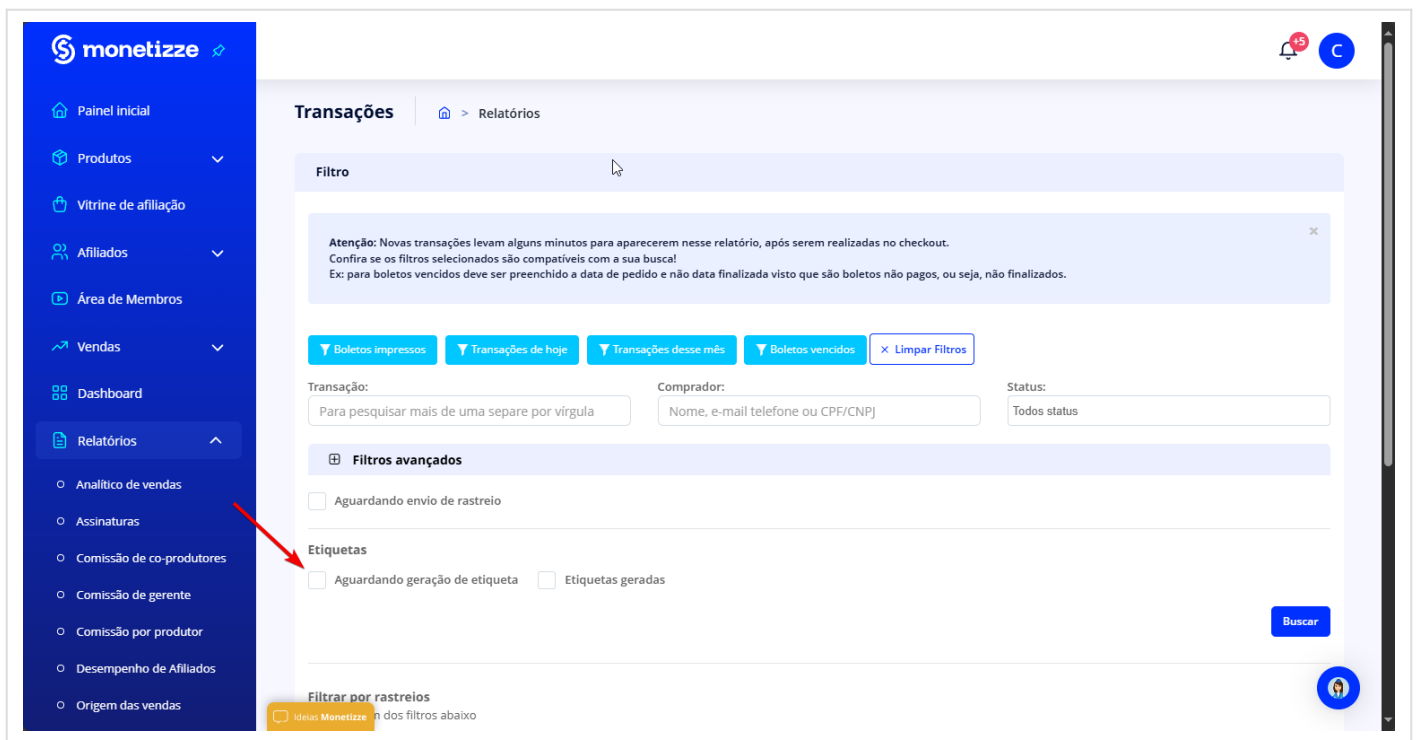 monetizze
+5
C
Painel inicial
Produtos
Vitrine de afiliação
Afiliados
Área de Membros
Vendas
Dashboard
Relatórios
Analítico de vendas
Assinaturas
Comissão de co-produtores
Comissão de gerente
Comissão por produtor
Desempenho de Afiliados
Origem das vendas
Transações
> Relatórios
Filtro
Atenção: Novas transações levam alguns minutos para aparecerem nesse relatório, após serem realizadas no checkout.
Confira se os filtros selecionados são compatíveis com a sua busca!
Ex: para boletos vencidos deve ser preenchido a data de pedido e não data finalizada visto que são boletos não pagos, ou seja, não finalizados.
×
Boletos impressos Transações de hoje Transações desse mês Boletos vencidos × Limpar Filtros
Transação: Comprador: Status:
Para pesquisar mais de uma separe por vírgula Nome, e-mail telefone ou CPF/CNPJ Todos status
Filtros avançados
Aguardando envio de rastreio
Etiquetas
Aguardando geração de etiqueta Etiquetas geradas
Buscar
Filtrar por rastreios
dos filtros abaixo
Ideias Monetizze